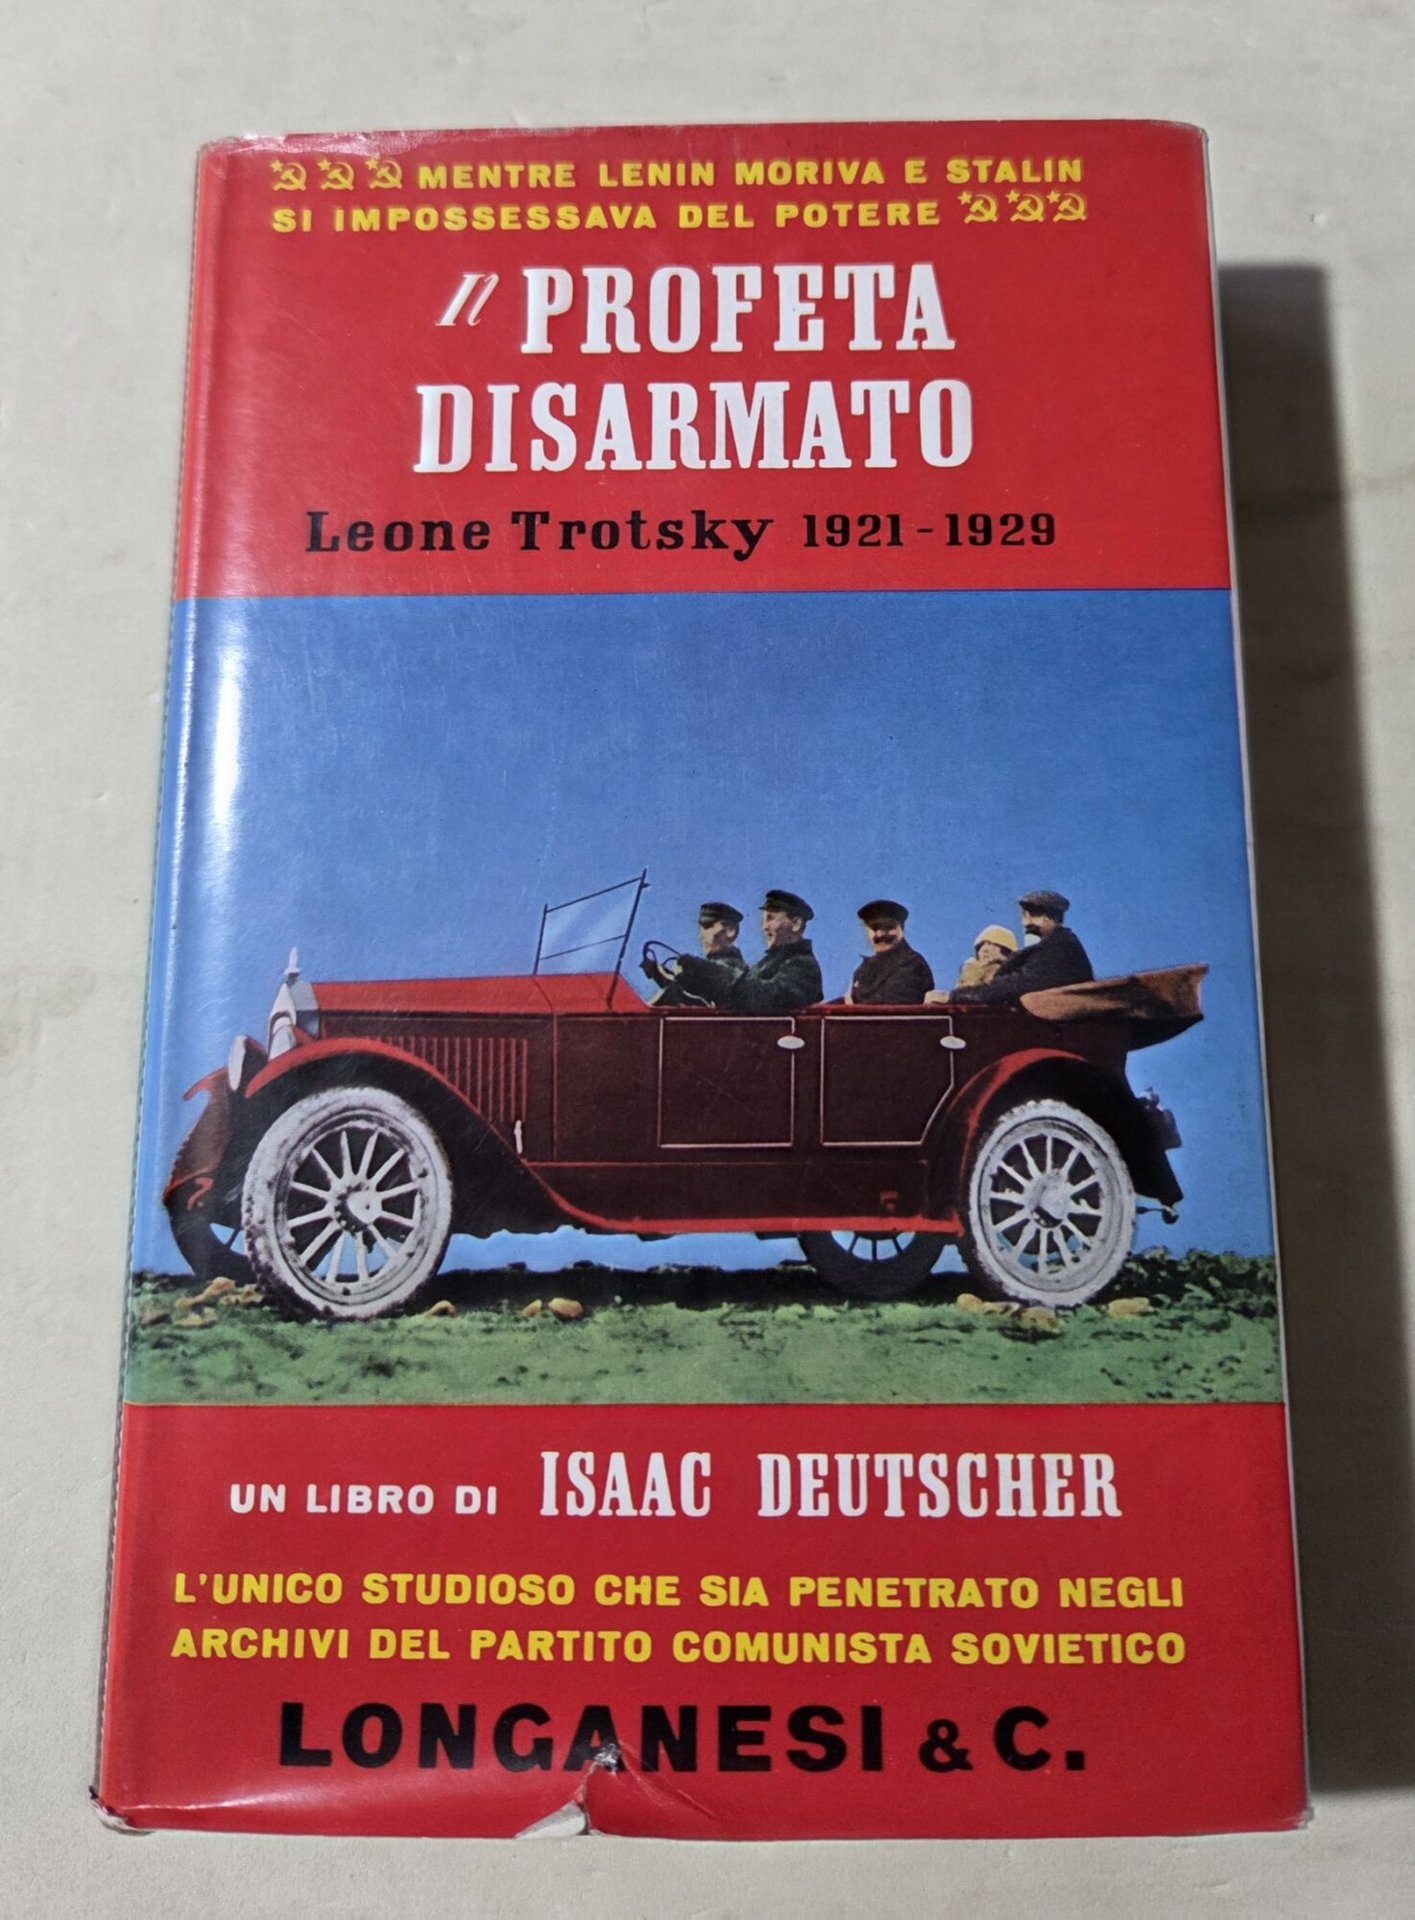 MENTRE LENIN MORIVA E STALIN
SI IMPOSSESSAVA DEL POTERE
Il PROFETA
DISARMATO
Leone Trotsky 1921-1929
UN LIBRO DI ISAAC DEUTSCHER
L'UNICO STUDIOSO CHE SIA PENETRATO NEGLI
ARCHIVI DEL PARTITO COMUNISTA SOVIETICO
LONGANESI & C.